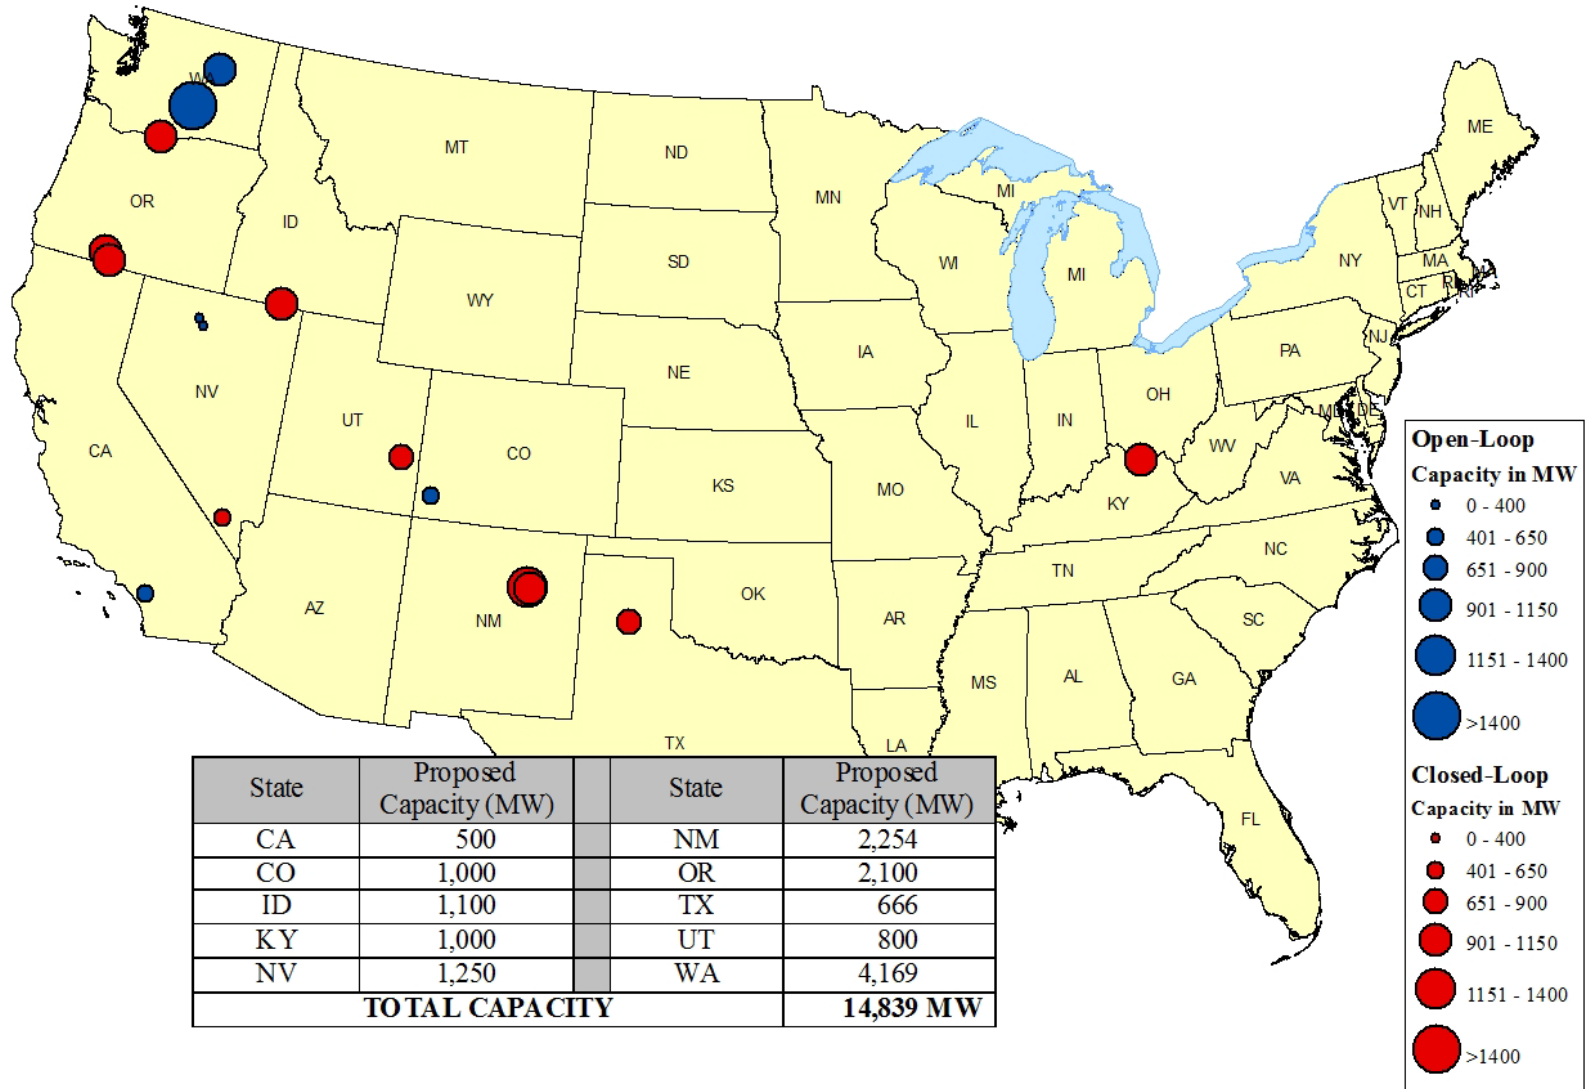 WA
MT
ND
MN
ME
OR
ID
SD
WI
MI
MI
VT
NH
NY
MA
MA
CT
RI
RI
WY
IA
NE
PA
NJ
NV
UT
CO
IL
IN
OH
MD
DE
WV
CA
KS
MO
KY
VA
AZ
NM
OK
TN
NC
AR
SC
MS
AL
GA
TX
LA
FL
State Proposed Capacity (MW) State Proposed Capacity (MW)
CA 500 NM 2,254
CO 1,000 OR 2,100
ID 1,100 TX 666
KY 1,000 UT 800
NV 1,250 WA 4,169
TOTAL CAPACITY 14,839 MW
Open-Loop
Capacity in MW
0 - 400
401 - 650
651 - 900
901 - 1150
1151 - 1400
>1400
Closed-Loop
Capacity in MW
0 - 400
401 - 650
651 - 900
901 - 1150
1151 - 1400
>1400